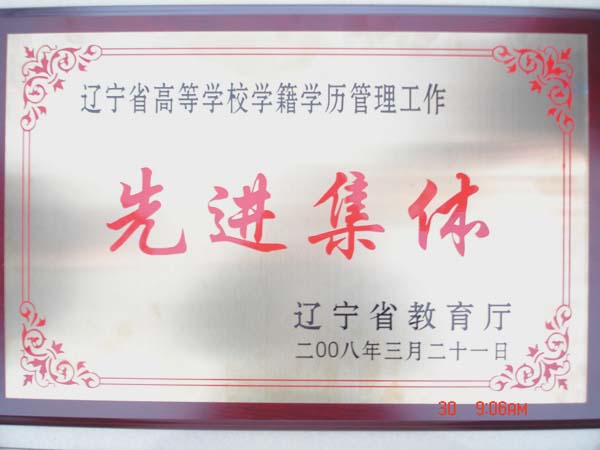 辽宁省高等学校学籍学历管理工作
先进集体
辽宁省教育厅
二00八年三月二十一日
30 9:06AM